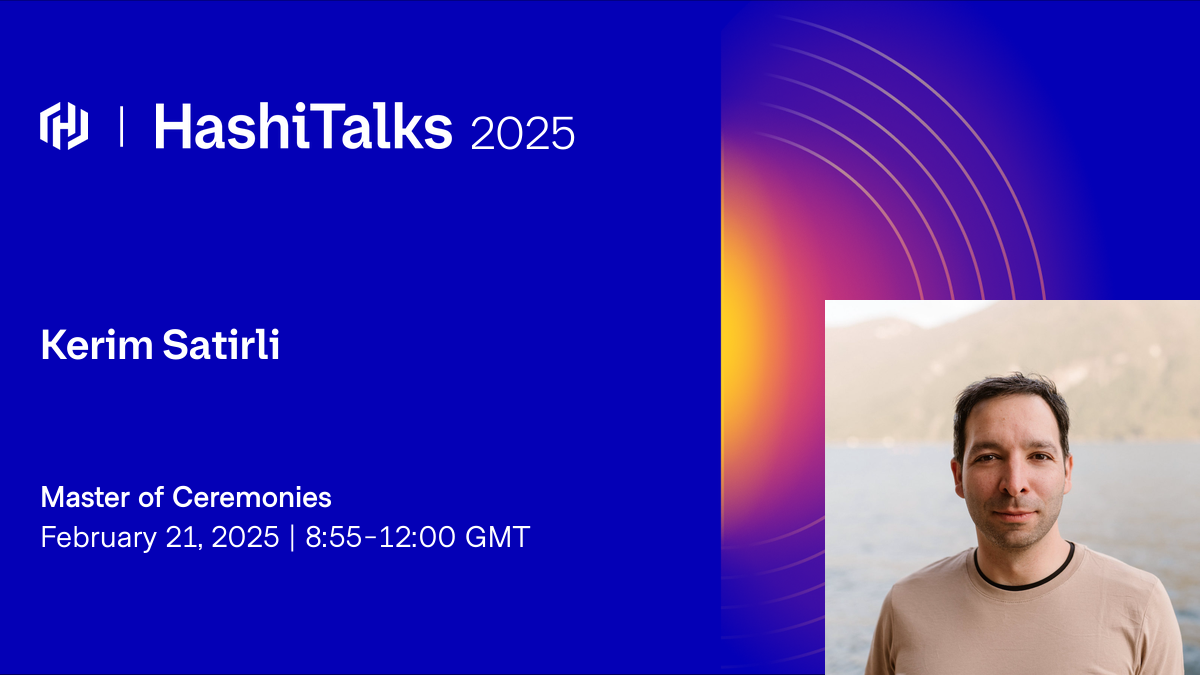 HashiTalks 2025
Kerim Satirli
Master of Ceremonies
February 21, 2025 | 8:55–12:00 GMT